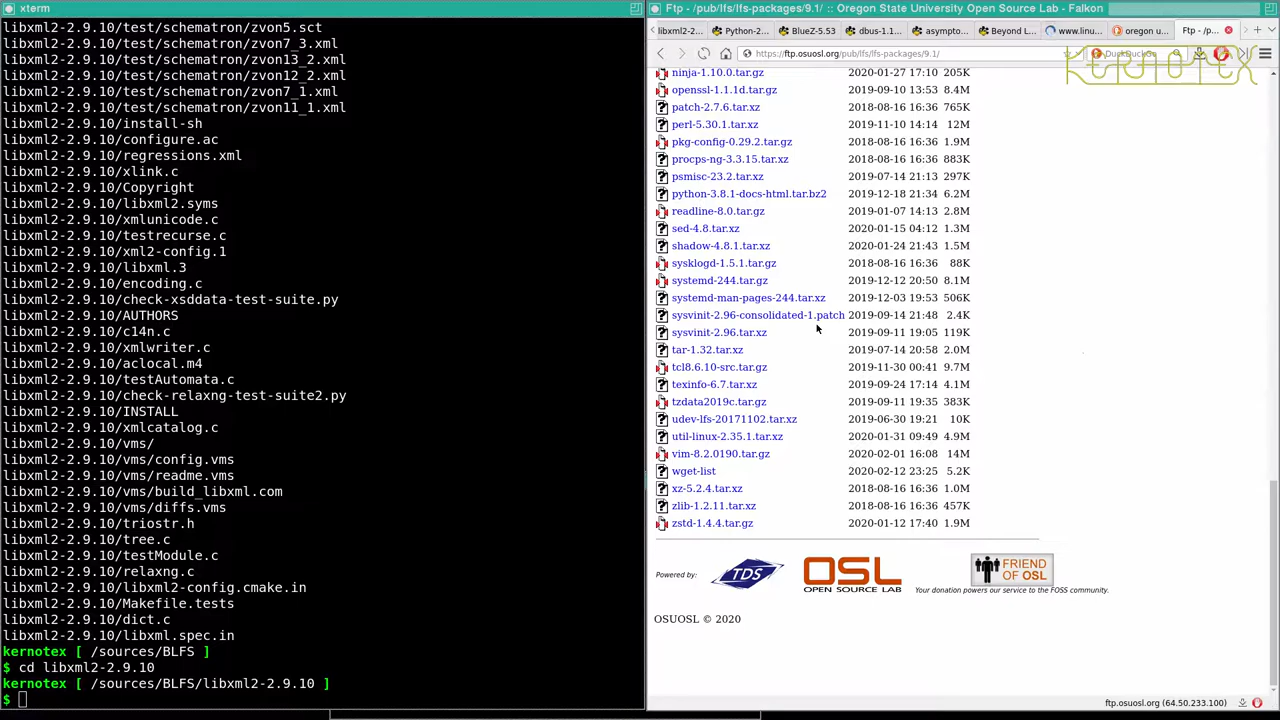 xterm
libxml2-2.9.10/test/schematron/zvon5.sct
libxml2-2.9.10/test/schematron/zvon7_3.xml
libxml2-2.9.10/test/schematron/zvon13_2.xml
libxml2-2.9.10/test/schematron/zvon12_2.xml
libxml2-2.9.10/test/schematron/zvon7_1.xml
libxml2-2.9.10/test/schematron/zvon11_1.xml
libxml2-2.9.10/install-sh
libxml2-2.9.10/configure.ac
libxml2-2.9.10/regressions.xml
libxml2-2.9.10/xlink.c
libxml2-2.9.10/Copyright
libxml2-2.9.10/libxml2.syms
libxml2-2.9.10/xmlunicode.c
libxml2-2.9.10/testrecurse.c
libxml2-2.9.10/xml2-config.1
libxml2-2.9.10/libxml.3
libxml2-2.9.10/encoding.c
libxml2-2.9.10/check-xsddata-test-suite.py
libxml2-2.9.10/AUTHORS
libxml2-2.9.10/c14n.c
libxml2-2.9.10/xmlwriter.c
libxml2-2.9.10/aclocal.m4
libxml2-2.9.10/testAutomata.c
libxml2-2.9.10/check-relaxng-test-suite2.py
libxml2-2.9.10/INSTALL
libxml2-2.9.10/xmlcatalog.c
libxml2-2.9.10/vms/
libxml2-2.9.10/vms/config.vms
libxml2-2.9.10/vms/readme.vms
libxml2-2.9.10/vms/build_libxml.com
libxml2-2.9.10/vms/diffs.vms
libxml2-2.9.10/triostr.h
libxml2-2.9.10/tree.c
libxml2-2.9.10/testModule.c
libxml2-2.9.10/relaxng.c
libxml2-2.9.10/libxml2-config.cmake.in
libxml2-2.9.10/Makefile.tests
libxml2-2.9.10/dict.c
libxml2-2.9.10/libxml.spec.in
kernotex [ /sources/BLFS ]
$ cd libxml2-2.9.10
kernotex [ /sources/BLFS/libxml2-2.9.10 ]
$
Ftp - /pub/lfs/lfs-packages/9.1/ :: Oregon State University Open Source Lab - Falkon
libxml2-2... Python-2... BlueZ-5.53 dbus-1.1... asympto... Beyond L... www.linu... oregon u... Ftp - /p...
https://ftp.osuosl.org/pub/lfs/lfs-packages/9.1/ DuckDuckGo
KERNOTEX
ninja-1.10.0.tar.gz 2020-01-27 17:10 205K
openssl-1.1.1d.tar.gz 2019-09-10 13:53 8.4M
patch-2.7.6.tar.xz 2018-08-16 16:36 765K
perl-5.30.1.tar.xz 2019-11-10 14:14 12M
pkg-config-0.29.2.tar.gz 2018-08-16 16:36 1.9M
procps-ng-3.3.15.tar.xz 2018-08-16 16:36 883K
psmisc-23.2.tar.xz 2019-07-14 21:13 297K
python-3.8.1-docs-html.tar.bz2 2019-12-18 21:34 6.2M
readline-8.0.tar.gz 2019-01-07 14:13 2.8M
sed-4.8.tar.xz 2020-01-15 04:12 1.3M
shadow-4.8.1.tar.xz 2020-01-24 21:43 1.5M
sysklogd-1.5.1.tar.gz 2018-08-16 16:36 88K
systemd-244.tar.gz 2019-12-12 20:50 8.1M
systemd-man-pages-244.tar.xz 2019-12-03 19:53 506K
sysvinit-2.96-consolidated-1.patch 2019-09-14 21:48 2.4K
sysvinit-2.96.tar.xz 2019-09-11 19:05 119K
tar-1.32.tar.xz 2019-07-14 20:58 2.0M
tcl8.6.10-src.tar.gz 2019-11-30 00:41 9.7M
texinfo-6.7.tar.xz 2019-09-24 17:14 4.1M
tzdata2019c.tar.gz 2019-09-11 19:35 383K
udev-lfs-20171102.tar.xz 2019-06-30 19:21 10K
util-linux-2.35.1.tar.xz 2020-01-31 09:49 4.9M
vim-8.2.0190.tar.gz 2020-02-01 16:08 14M
wget-list 2020-02-12 23:25 5.2K
xz-5.2.4.tar.xz 2018-08-16 16:36 1.0M
zlib-1.2.11.tar.xz 2018-08-16 16:36 457K
zstd-1.4.4.tar.gz 2020-01-12 17:40 1.9M
Powered by: TDS OSL OPEN SOURCE LAB FRIEND OF OSL
Your donation powers our service to the FOSS community.
OSUOSL © 2020
ftp.osuosl.org (64.50.233.100)